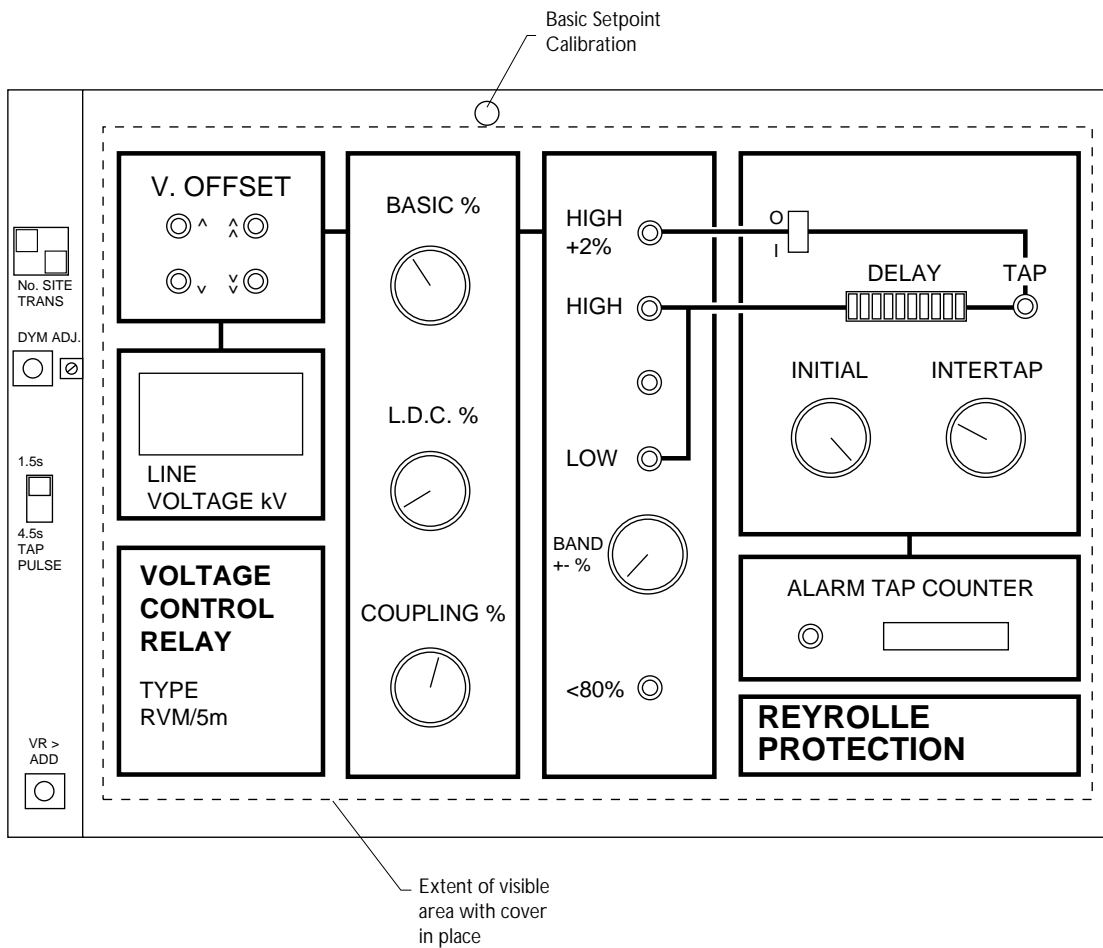 Basic Setpoint
Calibration
No. SITE
TRANS
DYM ADJ.
1.5s
4.5s
TAP
PULSE
VR >
ADD
V. OFFSET
^ ^
^
v v
v
LINE
VOLTAGE kV
VOLTAGE
CONTROL
RELAY
TYPE
RVM/5m
BASIC %
L.D.C. %
COUPLING %
HIGH
+2%
HIGH
LOW
BAND
+- %
<80%
O
I
DELAY
TAP
INITIAL
INTERTAP
ALARM TAP COUNTER
REYROLLE
PROTECTION
Extent of visible
area with cover
in place